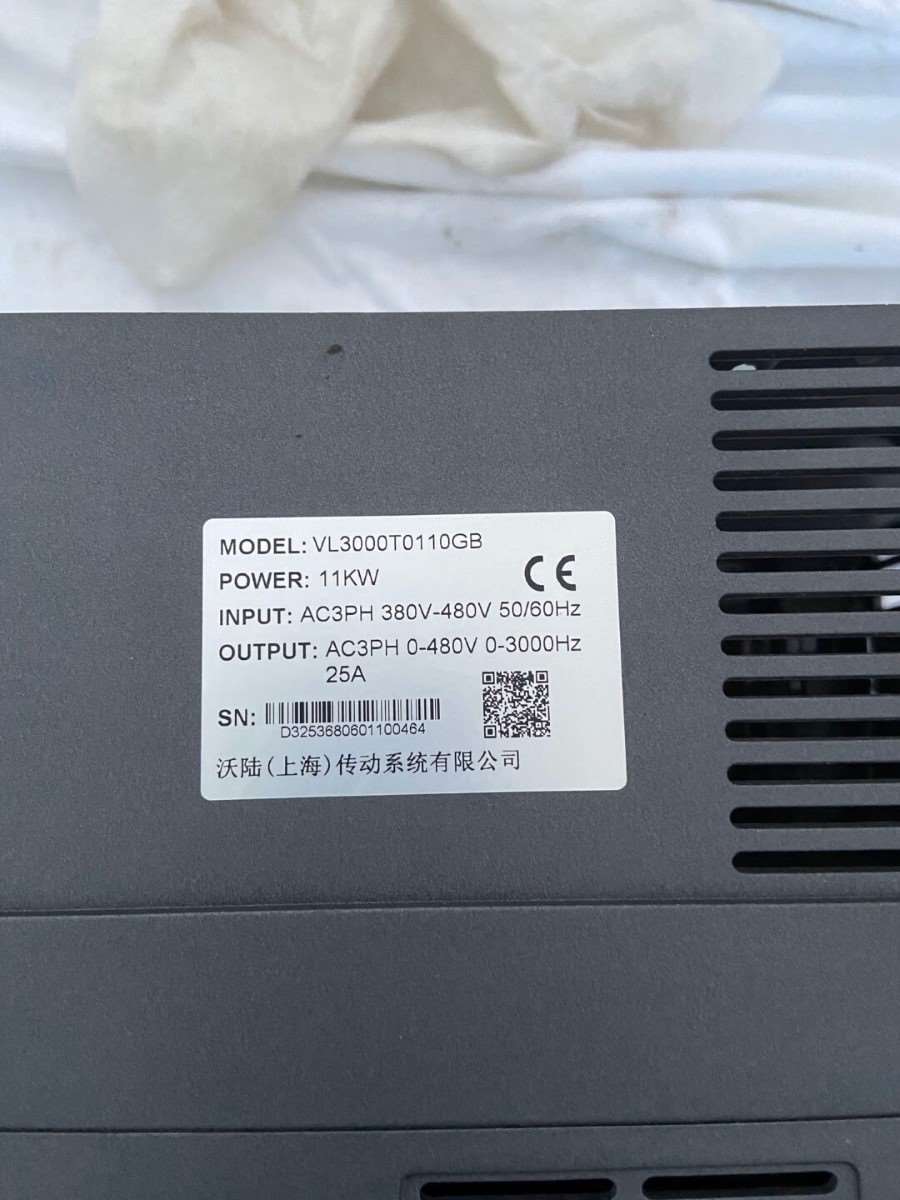 MODEL: VL3000T0110GB
POWER: 11KW
CE
INPUT: AC3PH 380V-480V 50/60Hz
OUTPUT: AC3PH 0-480V 0-3000Hz
25A
SN:
D3253680601100464
沃陆(上海)传动系统有限公司